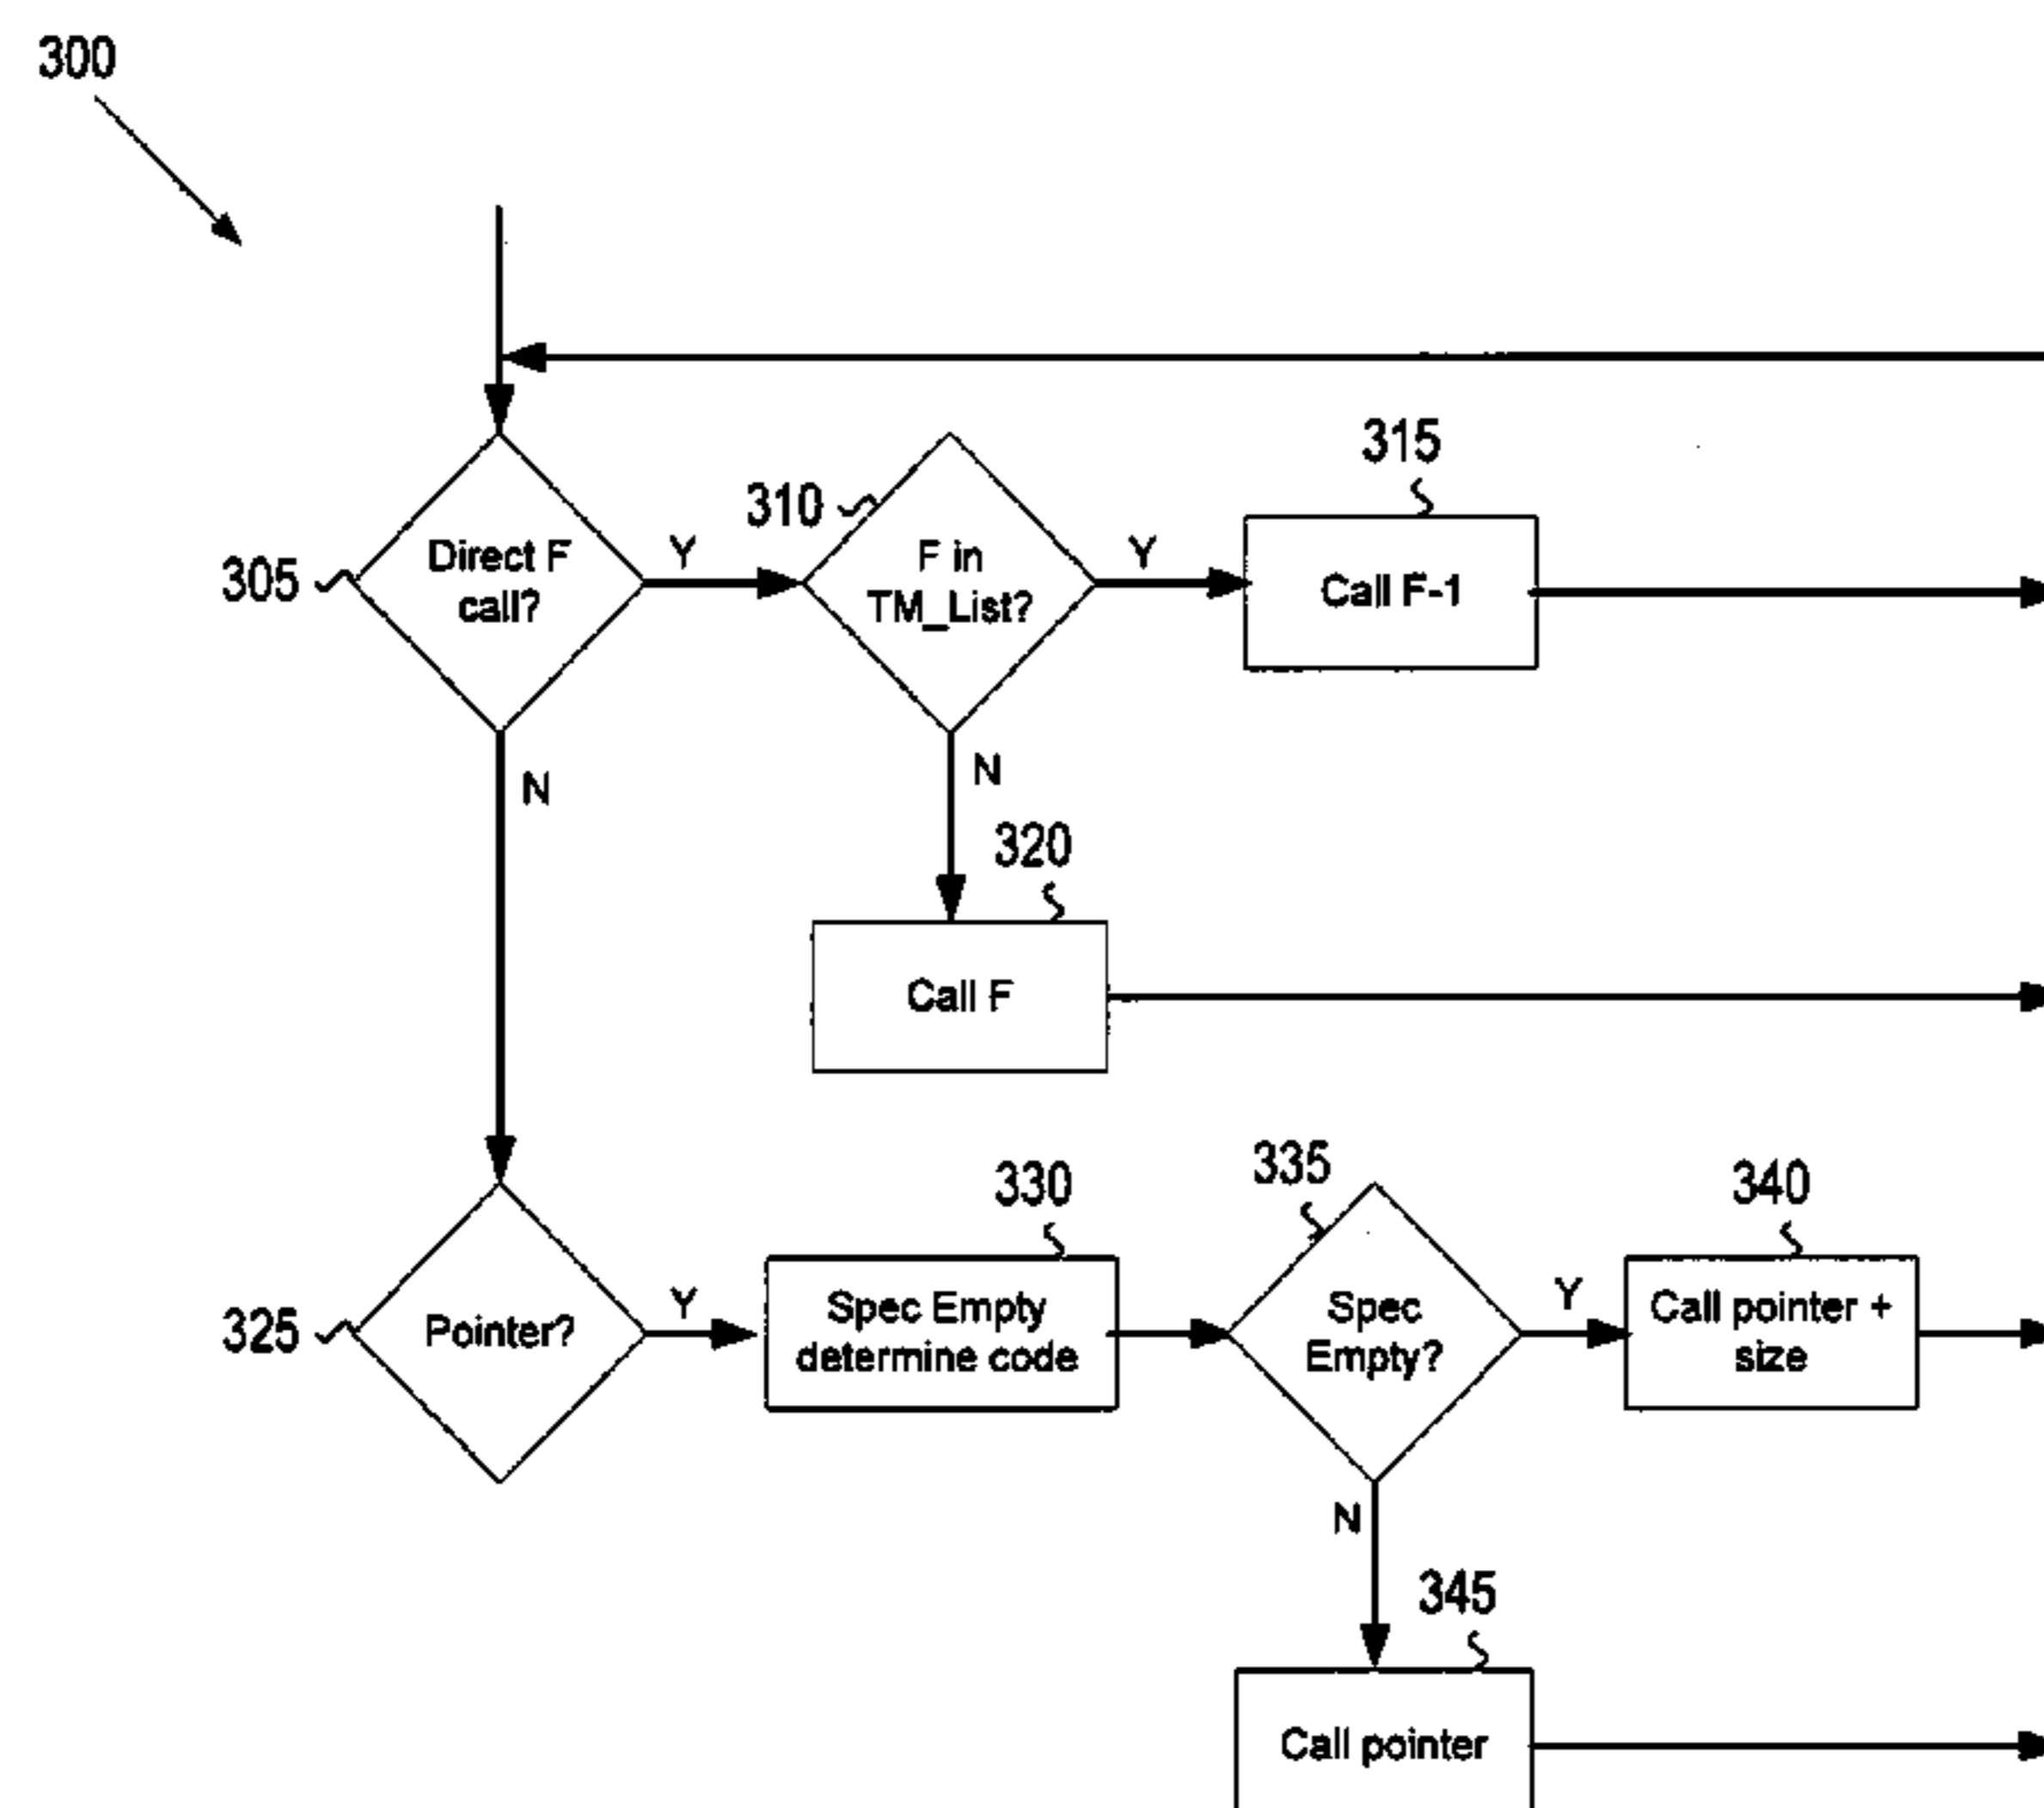 300
315
310
305
Direct F
call?
Y
F in
TM_List?
Y
Call F-1
N
N
320
Call F
325
Pointer?
Y
330
Spec Empty
determine code
335
Spec
Empty?
Y
340
Call pointer +
size
N
345
Call pointer